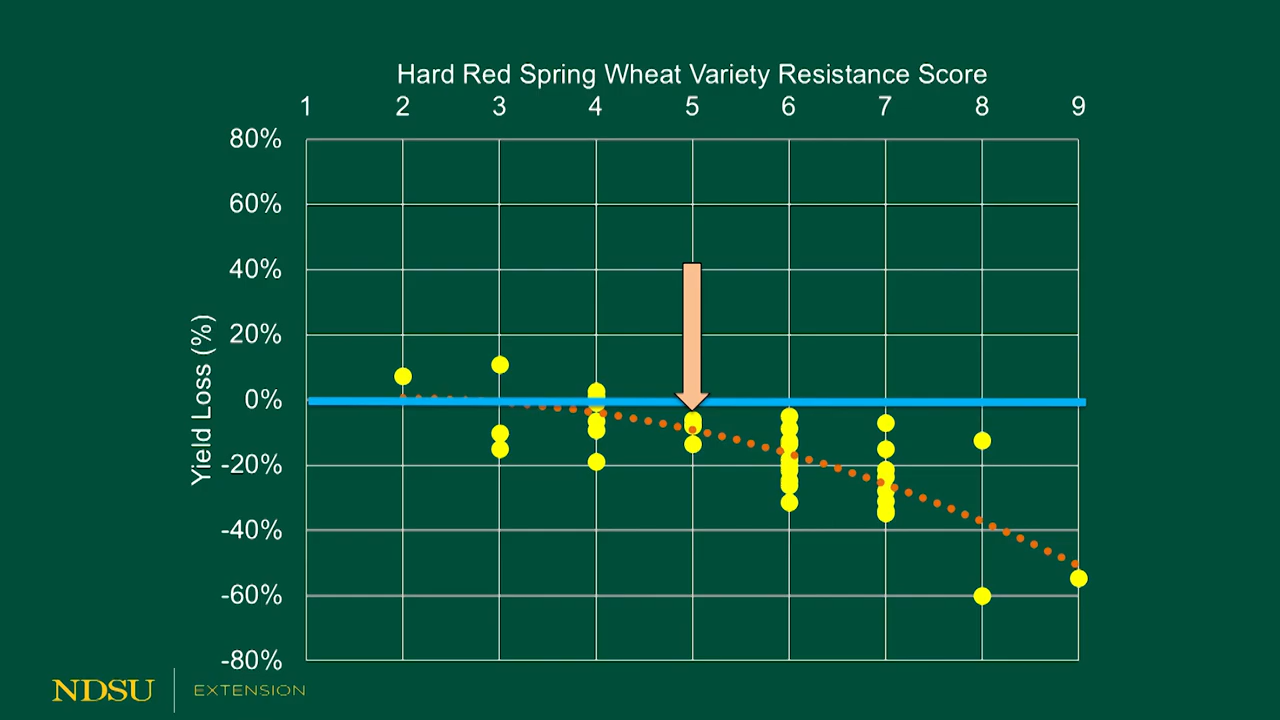 Hard Red Spring Wheat Variety Resistance Score
1 2 3 4 5 6 7 8 9
80%
60%
40%
20%
0%
-20%
-40%
-60%
-80%
Yield Loss (%)
NDSU EXTENSION